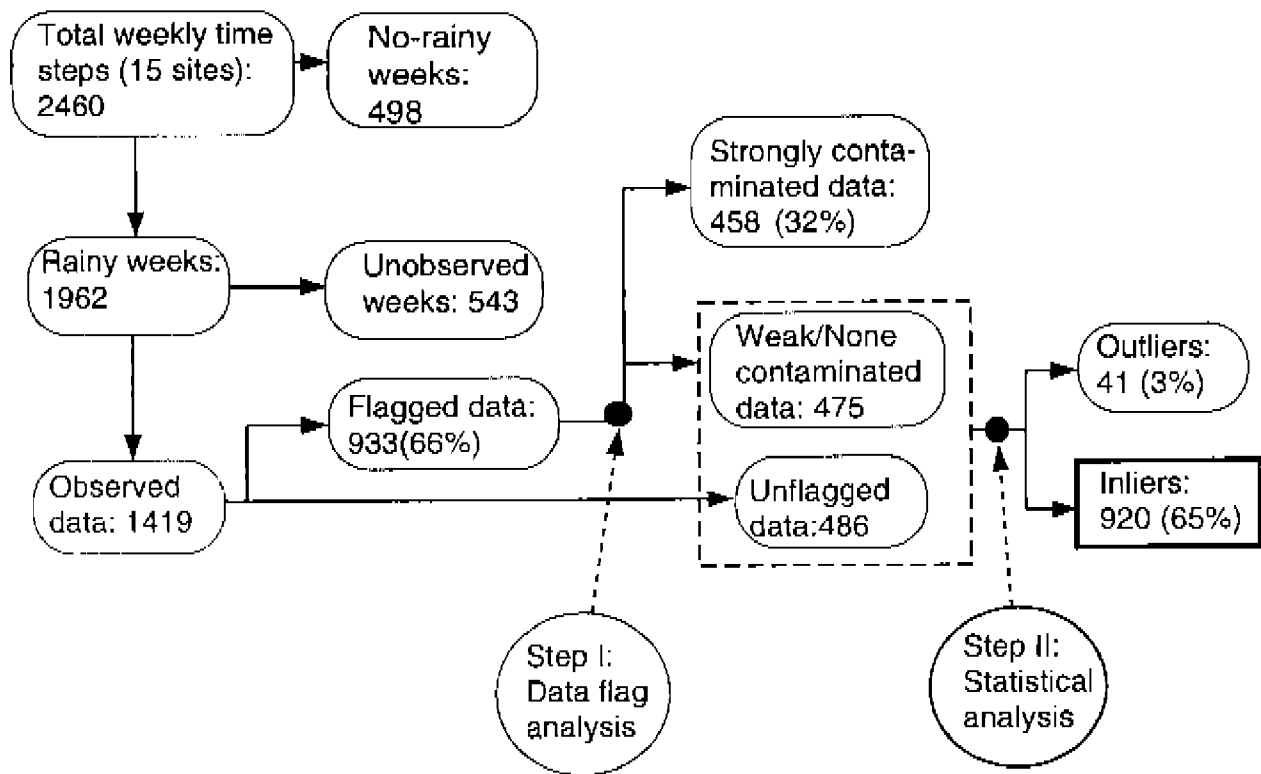 Total weekly time
steps (15 sites):
2460
No-rainy
weeks:
498
Strongly conta-
minated data:
458 (32%)
Rainy weeks:
1962
Unobserved
weeks: 543
Weak/None
contaminated
data: 475
Outliers:
41 (3%)
Flagged data:
933(66%)
Observed
data: 1419
Unflagged
data:486
Inliers:
920 (65%)
Step I:
Data flag
analysis
Step II:
Statistical
analysis